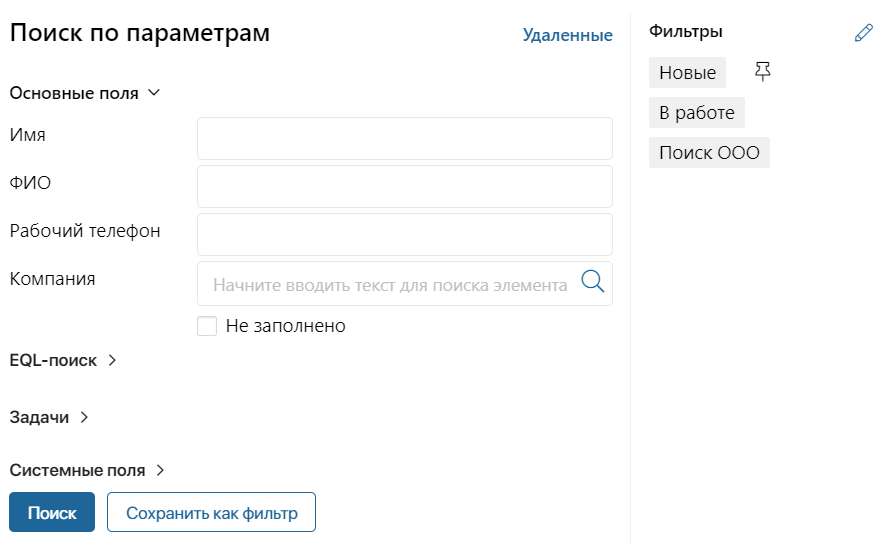 Поиск по параметрам
Удаленные
Основные поля
Имя
ФИО
Рабочий телефон
Компания
Начните вводить текст для поиска элемента
Не заполнено
EQL-поиск
Задачи
Системные поля
Поиск
Сохранить как фильтр
Фильтры
Новые
В работе
Поиск ООО